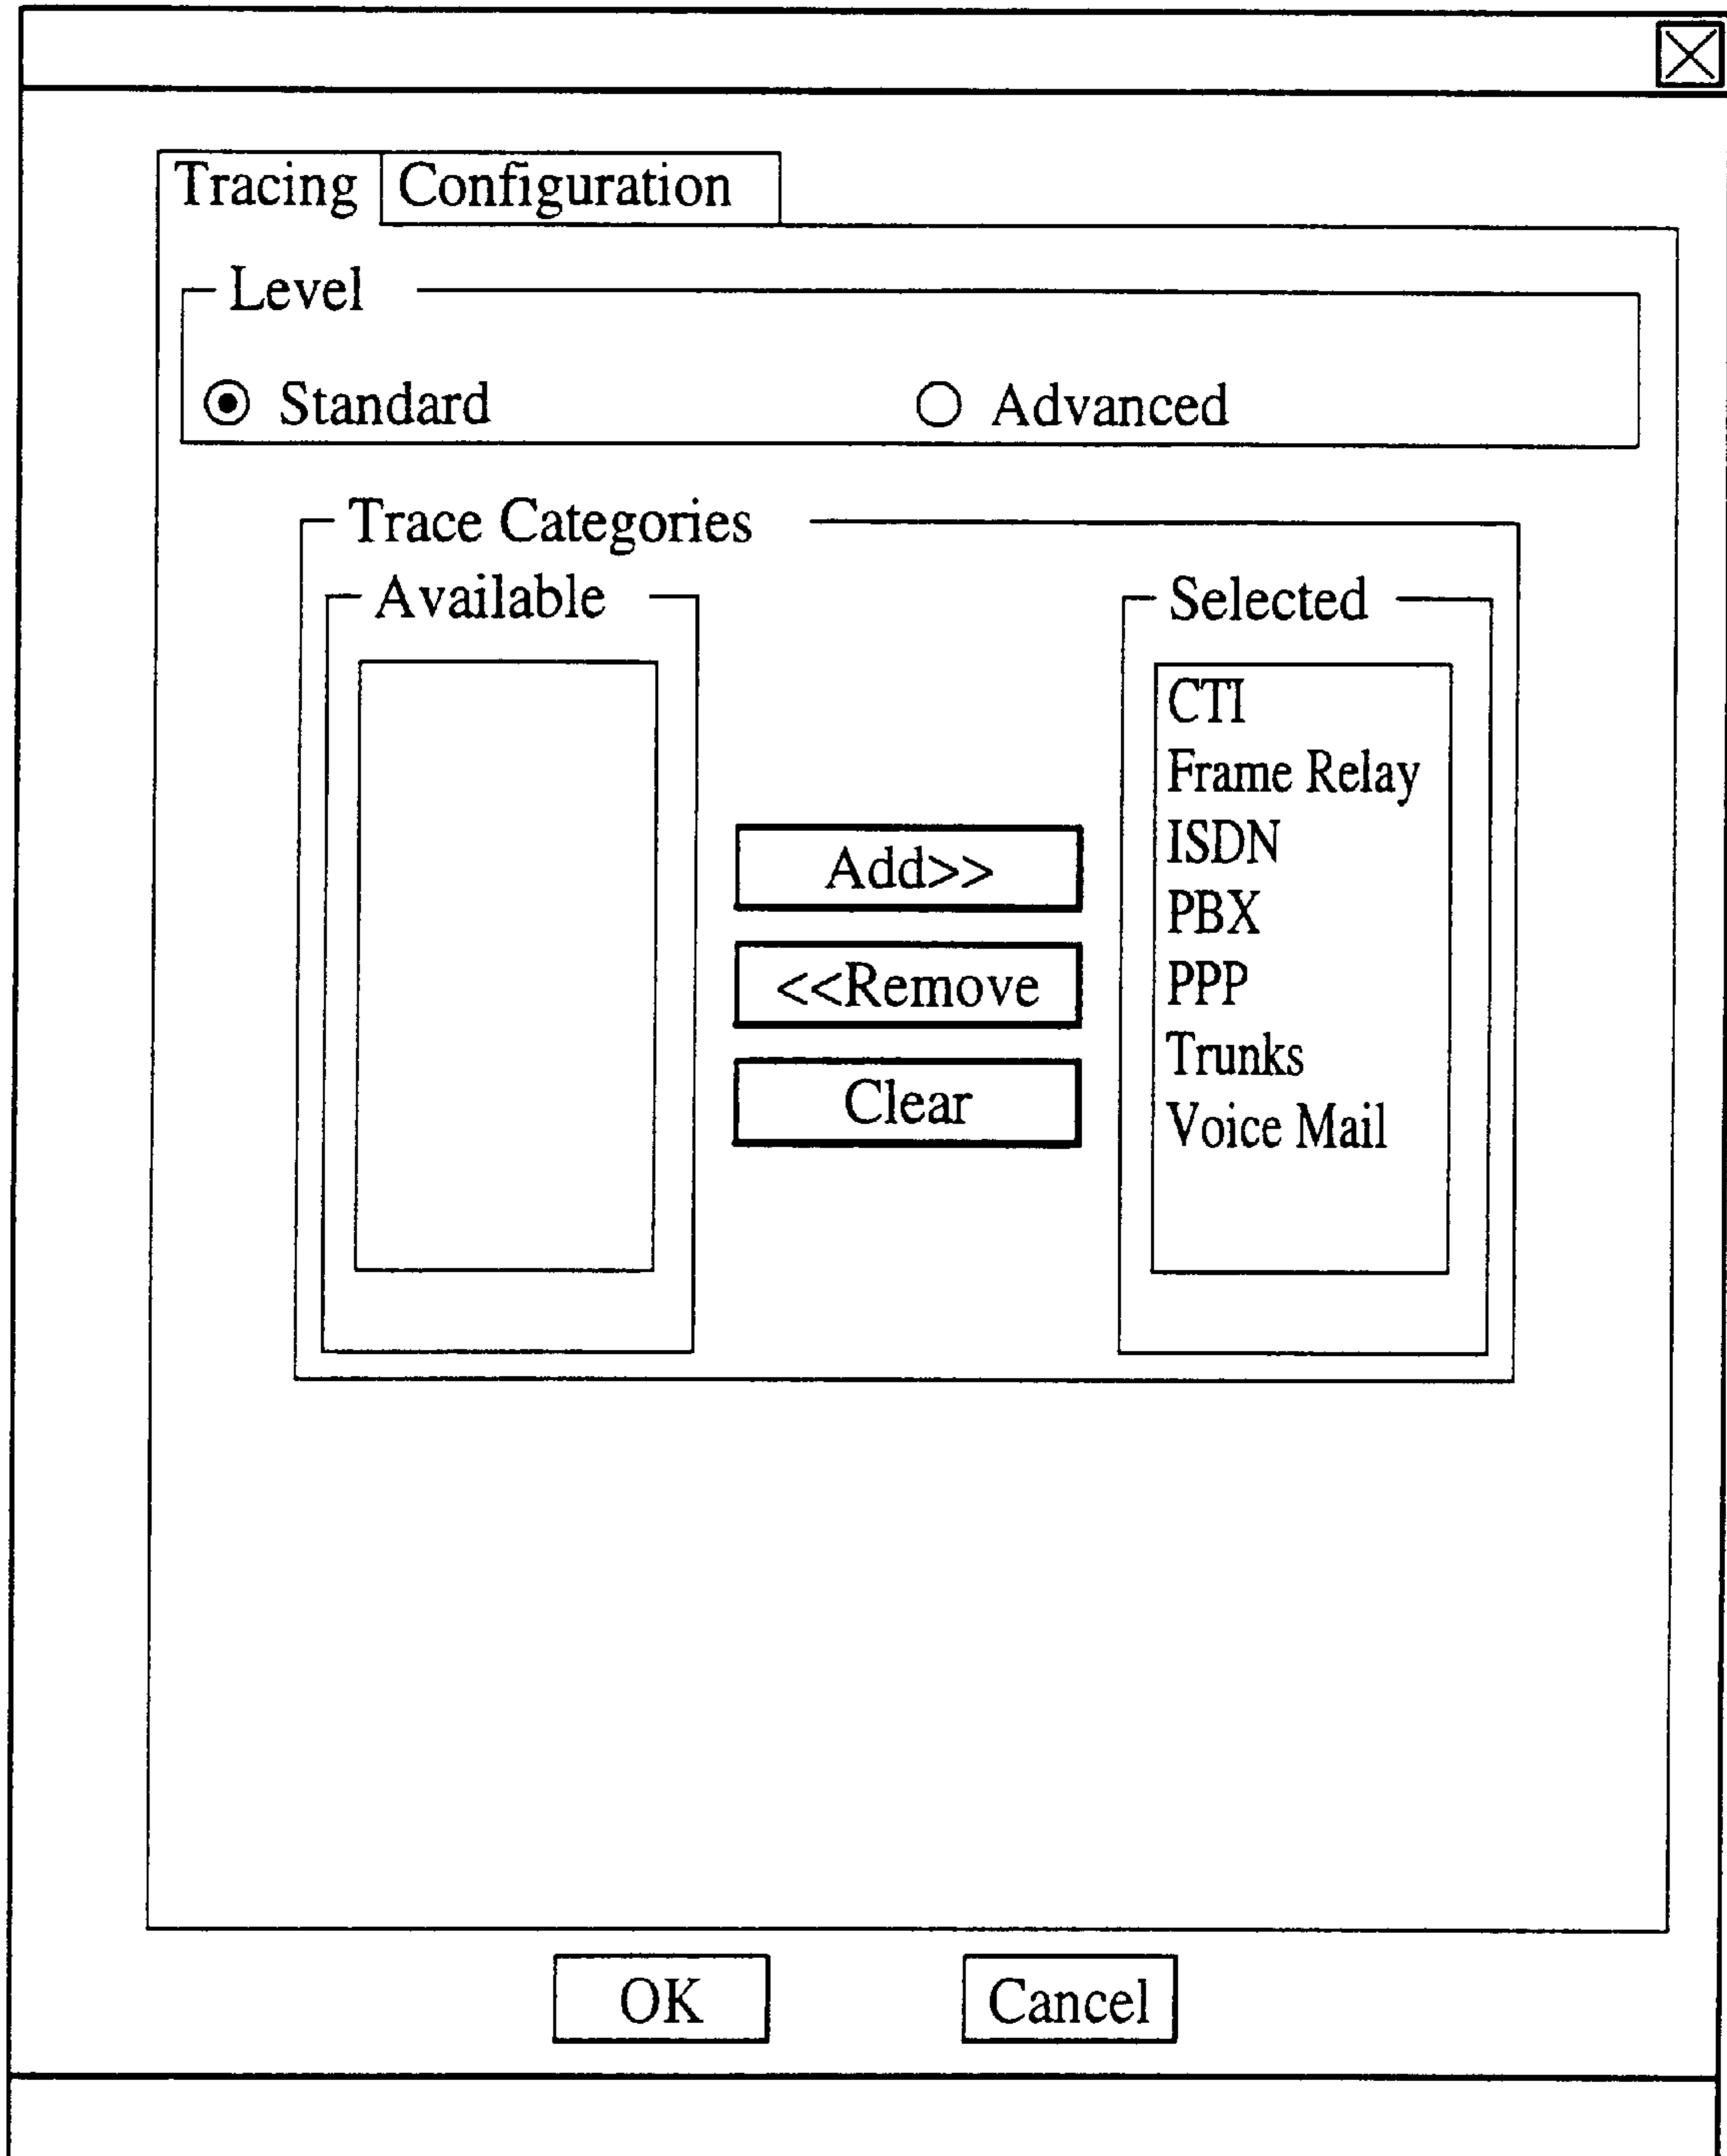 Tracing Configuration
Level
Standard Advanced
Trace Categories
Available Selected
CTI
Frame Relay
ISDN
PBX
PPP
Trunks
Voice Mail
Add>>
<<Remove
Clear
OK Cancel